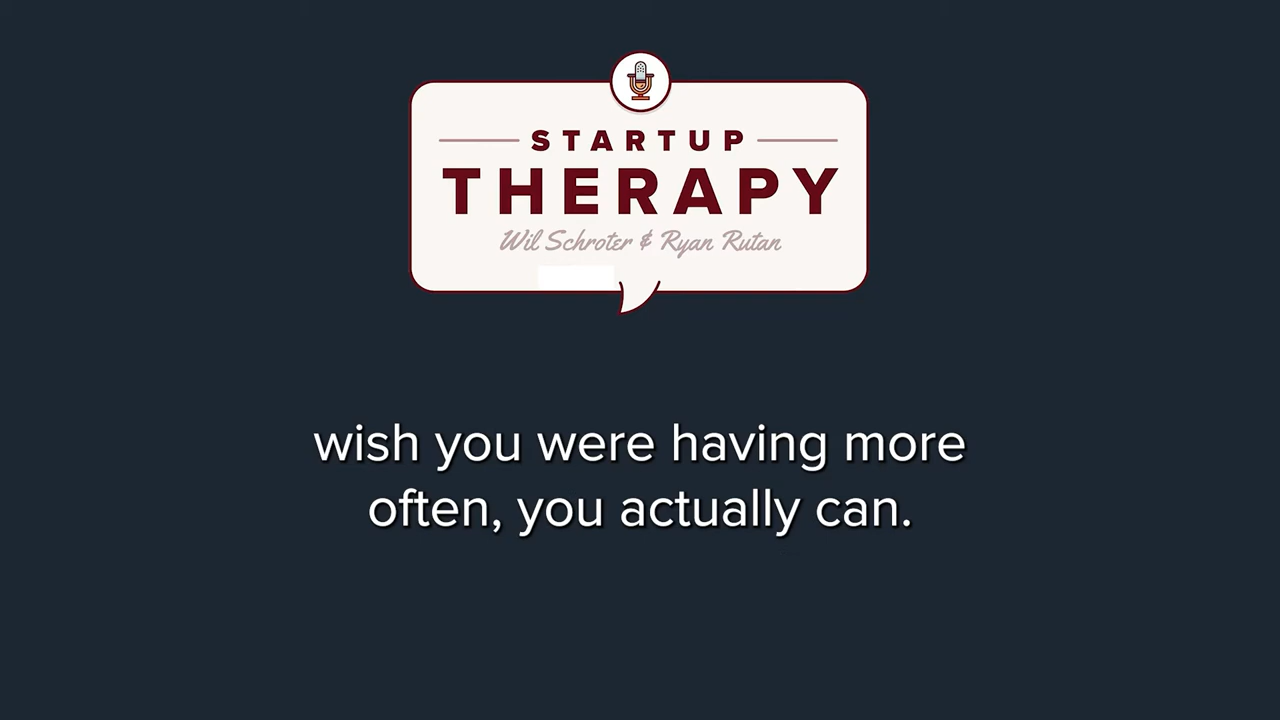 STARTUP
THERAPY
Wil Schroter & Ryan Rutan
wish you were having more
often, you actually can.